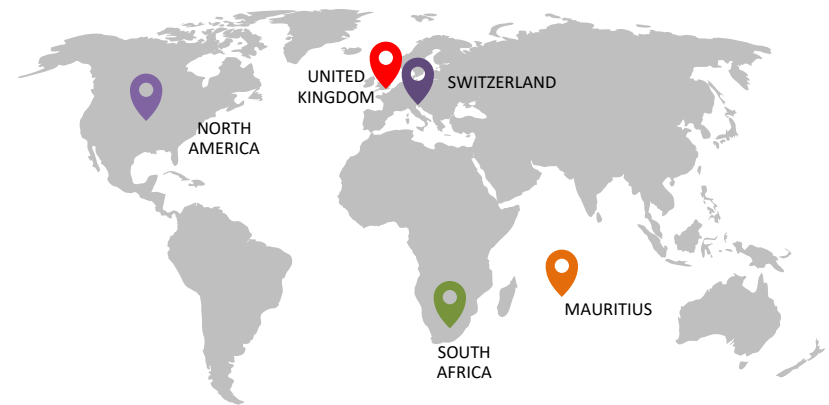 UNITED
KINGDOM
SWITZERLAND
NORTH
AMERICA
MAURITIUS
SOUTH
AFRICA